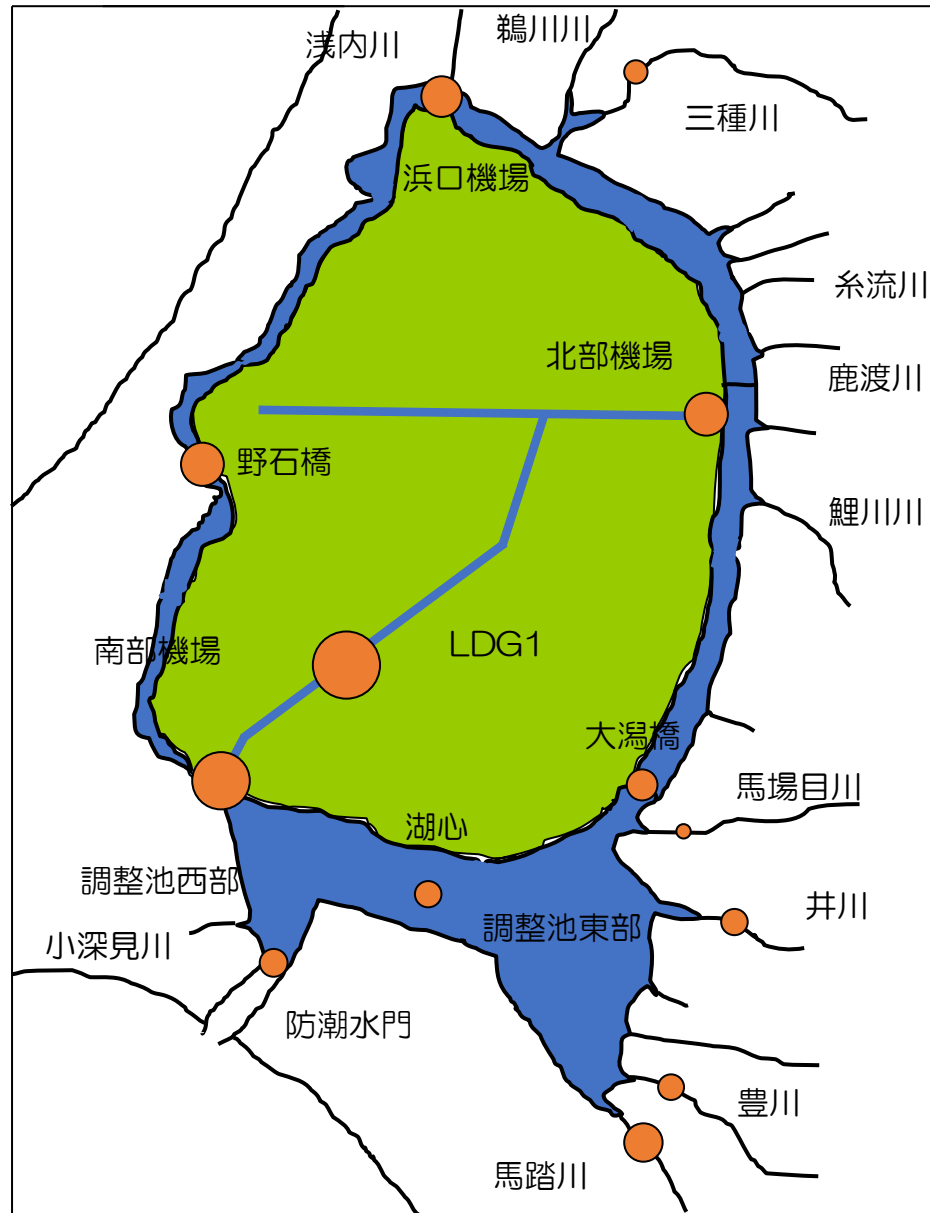 鵜川川
浅内川
三種川
浜口機場
糸流川
北部機場
鹿渡川
野石橋
鯉川川
LDG1
南部機場
大潟橋
馬場目川
湖心
調整池西部
井川
調整池東部
小深見川
防潮水門
豊川
馬踏川